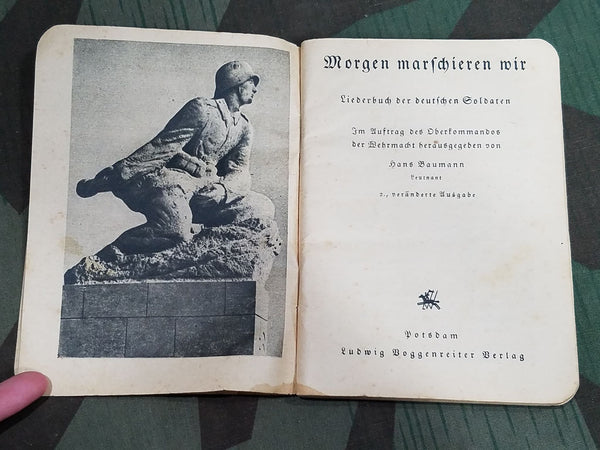 Morgen marſchieren wir
Liederbuch der deutſchen Soldaten
Im Auftrag des Oberkommandos
der Wehrmacht herausgegeben von
Hans Baumann
Leutnant
2., veränderte Ausgabe
Potsdam
Ludwig Voggenreiter Verlag